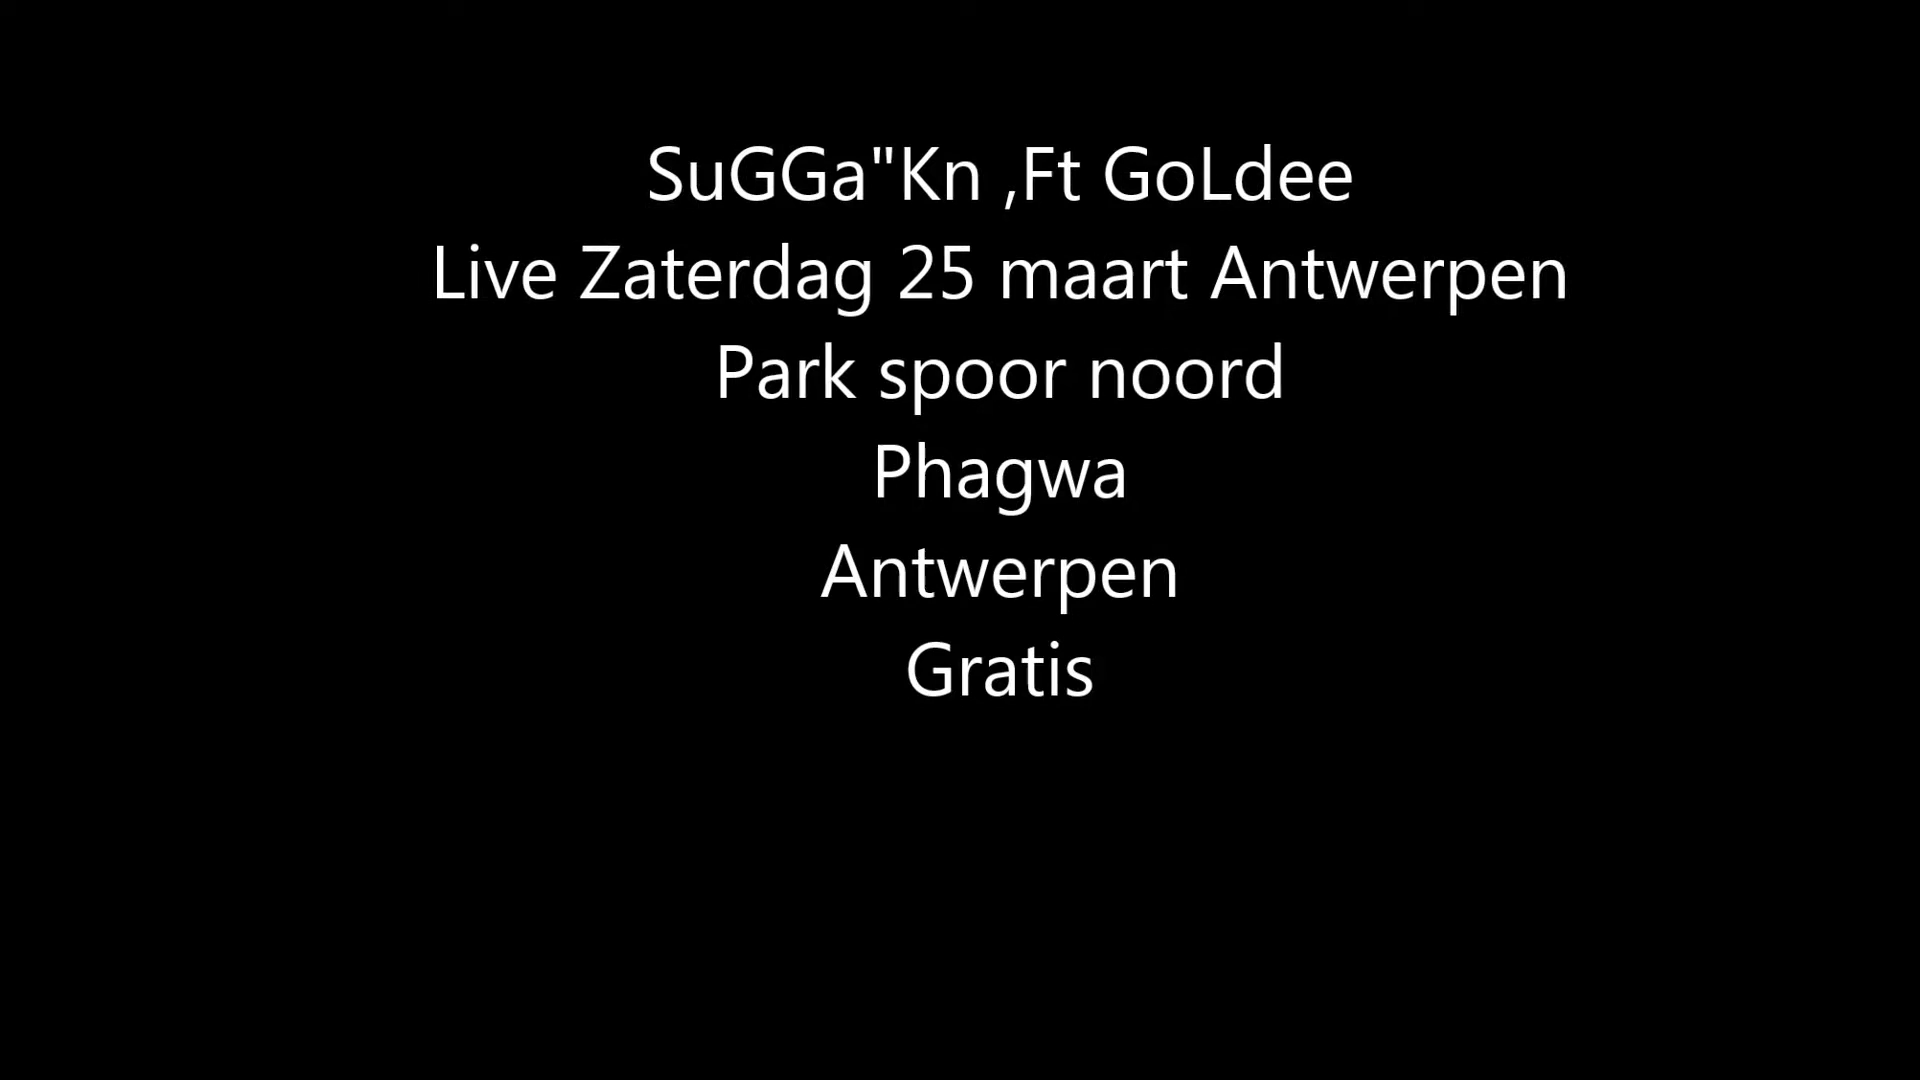 SuGGa"Kn ,Ft GoLdee
Live Zaterdag 25 maart Antwerpen
Park spoor noord
Phagwa
Antwerpen
Gratis